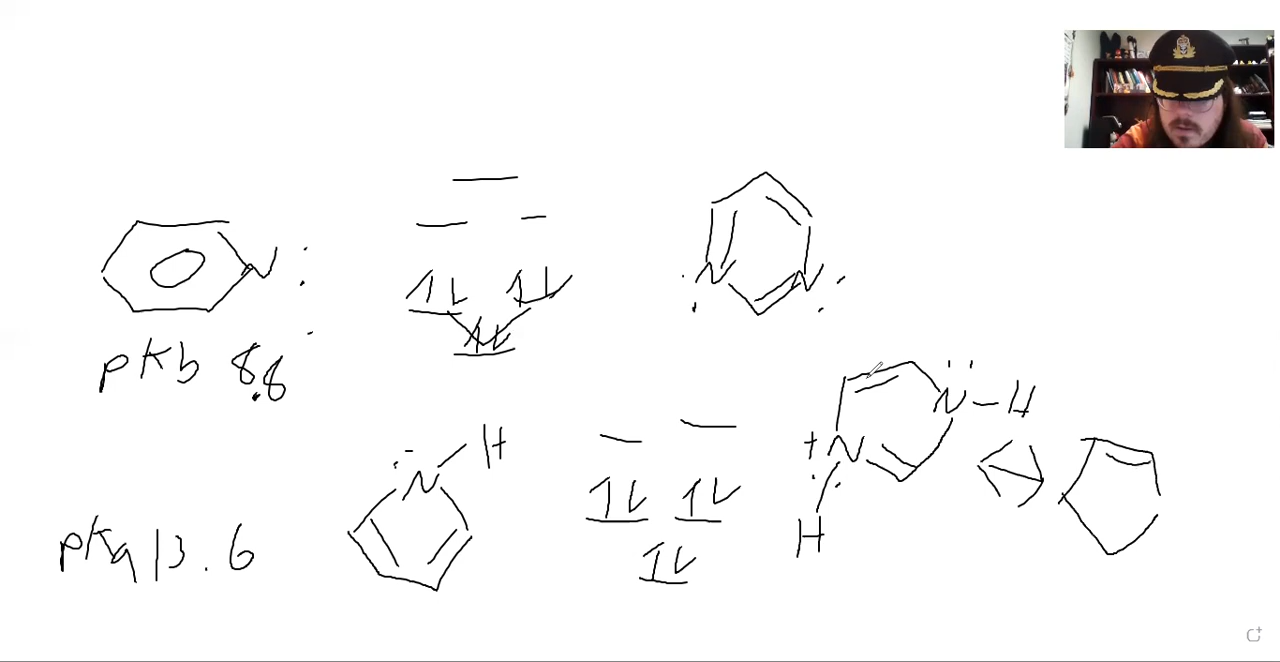 N:
pKb 8.8
:N N:
N-H
pKa 13.6
N-H
+N
H